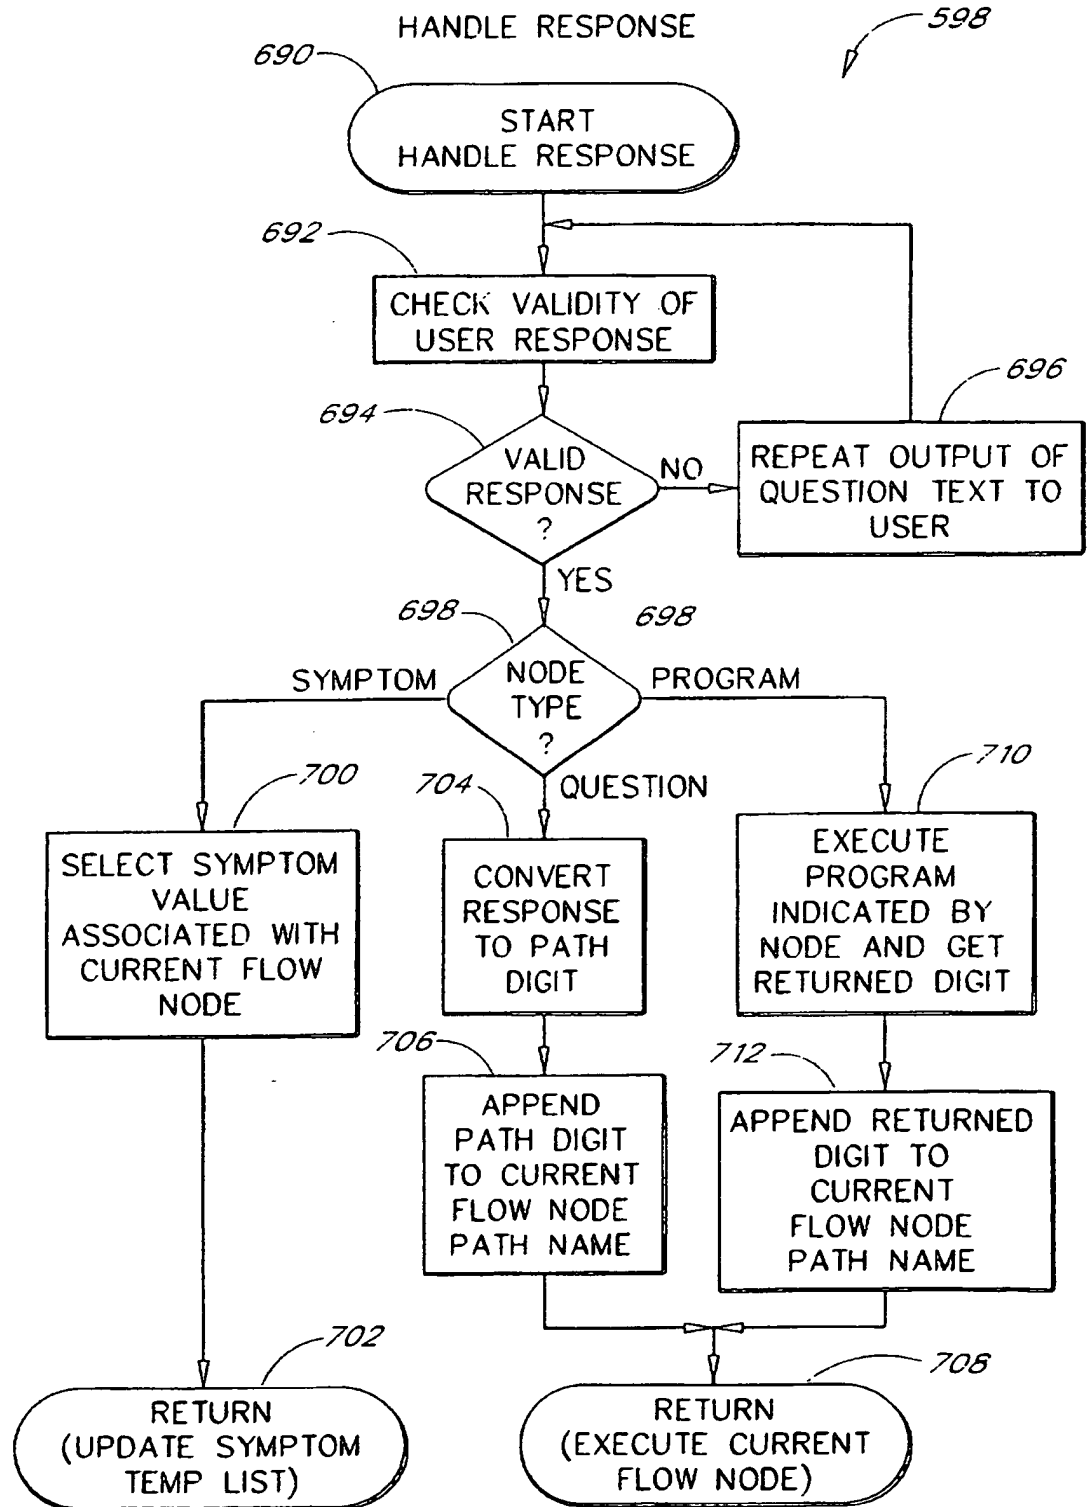 HANDLE RESPONSE
598
690
START
HANDLE RESPONSE
692
CHECK VALIDITY OF
USER RESPONSE
694
VALID
RESPONSE
?
NO
696
REPEAT OUTPUT OF
QUESTION TEXT TO
USER
YES
698
698
NODE
TYPE
?
SYMPTOM
PROGRAM
QUESTION
700
SELECT SYMPTOM
VALUE
ASSOCIATED WITH
CURRENT FLOW
NODE
704
CONVERT
RESPONSE
TO PATH
DIGIT
710
EXECUTE
PROGRAM
INDICATED BY
NODE AND GET
RETURNED DIGIT
706
APPEND
PATH DIGIT
TO CURRENT
FLOW NODE
PATH NAME
712
APPEND RETURNED
DIGIT TO
CURRENT
FLOW NODE
PATH NAME
702
RETURN
(UPDATE SYMPTOM
TEMP LIST)
708
RETURN
(EXECUTE CURRENT
FLOW NODE)